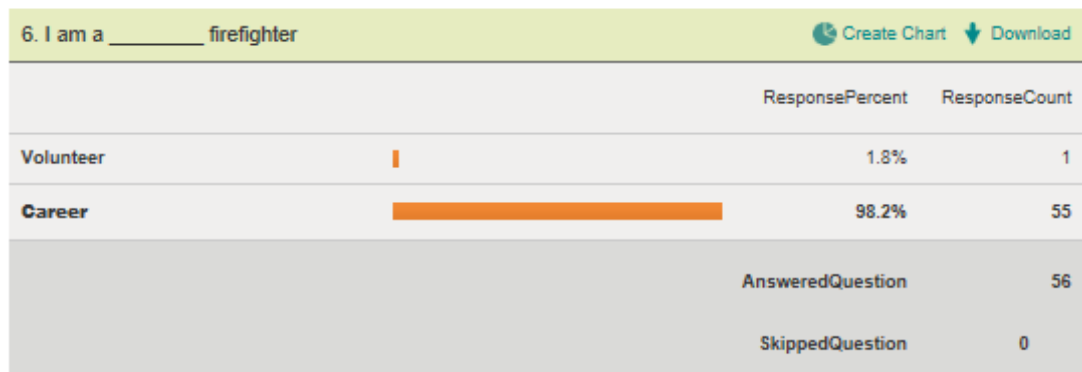 6. I am a ________ firefighter Create Chart Download
ResponsePercent ResponseCount
Volunteer 1.8% 1
Career 98.2% 55
AnsweredQuestion 56
SkippedQuestion 0